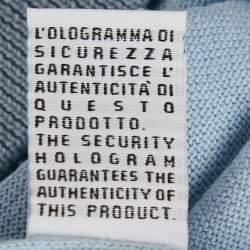 L'OLOGRAMMA DI
SICUREZZA
GARANTISCE L'
AUTENTICITÀ DI
QUESTO
PRODOTTO.
THE SECURITY
HOLOGRAM
GUARANTEES THE
AUTHENTICITY OF
THIS PRODUCT.